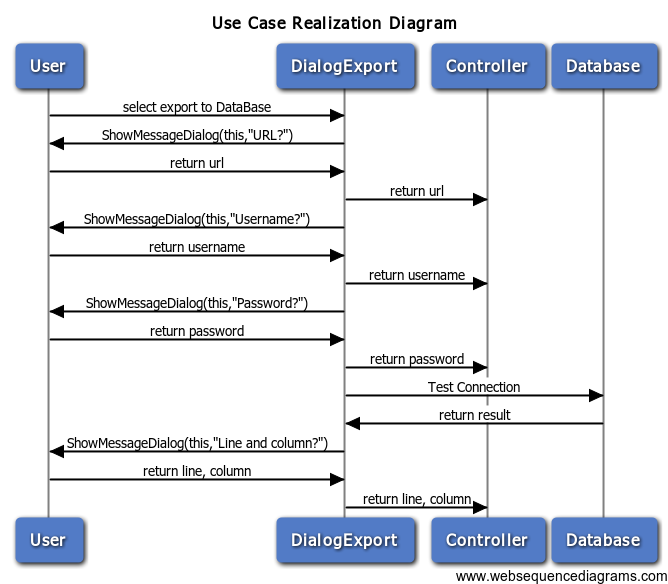 Use Case Realization Diagram
User DialogExport Controller Database
select export to DataBase
ShowMessageDialog(this,"URL?")
return url
return url
ShowMessageDialog(this,"Username?")
return username
return username
ShowMessageDialog(this,"Password?")
return password
return password
Test Connection
return result
ShowMessageDialog(this,"Line and column?")
return line, column
return line, column
User DialogExport Controller Database
www.websequencediagrams.com